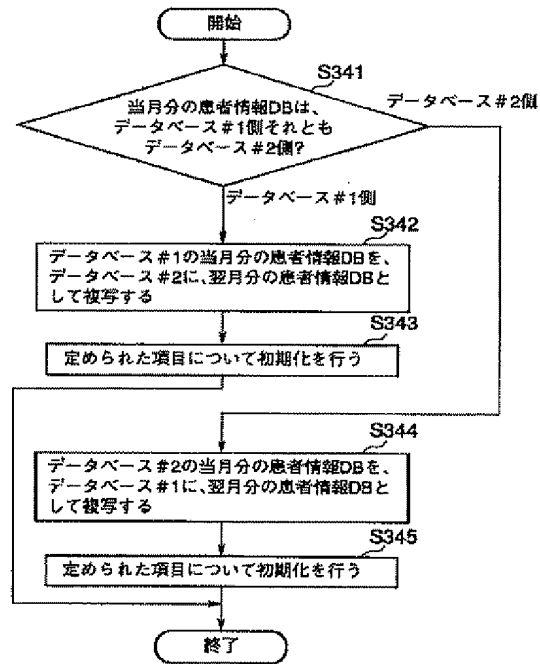 開始
S341
当月分の患者情報DBは、
データベース#1側それとも
データベース#2側?
データベース#2側
データベース#1側
S342
データベース#1の当月分の患者情報DBを、
データベース#2に、翌月分の患者情報DBと
して複写する
S343
定められた項目について初期化を行う
S344
データベース#2の当月分の患者情報DBを、
データベース#1に、翌月分の患者情報DBと
して複写する
S345
定められた項目について初期化を行う
終了